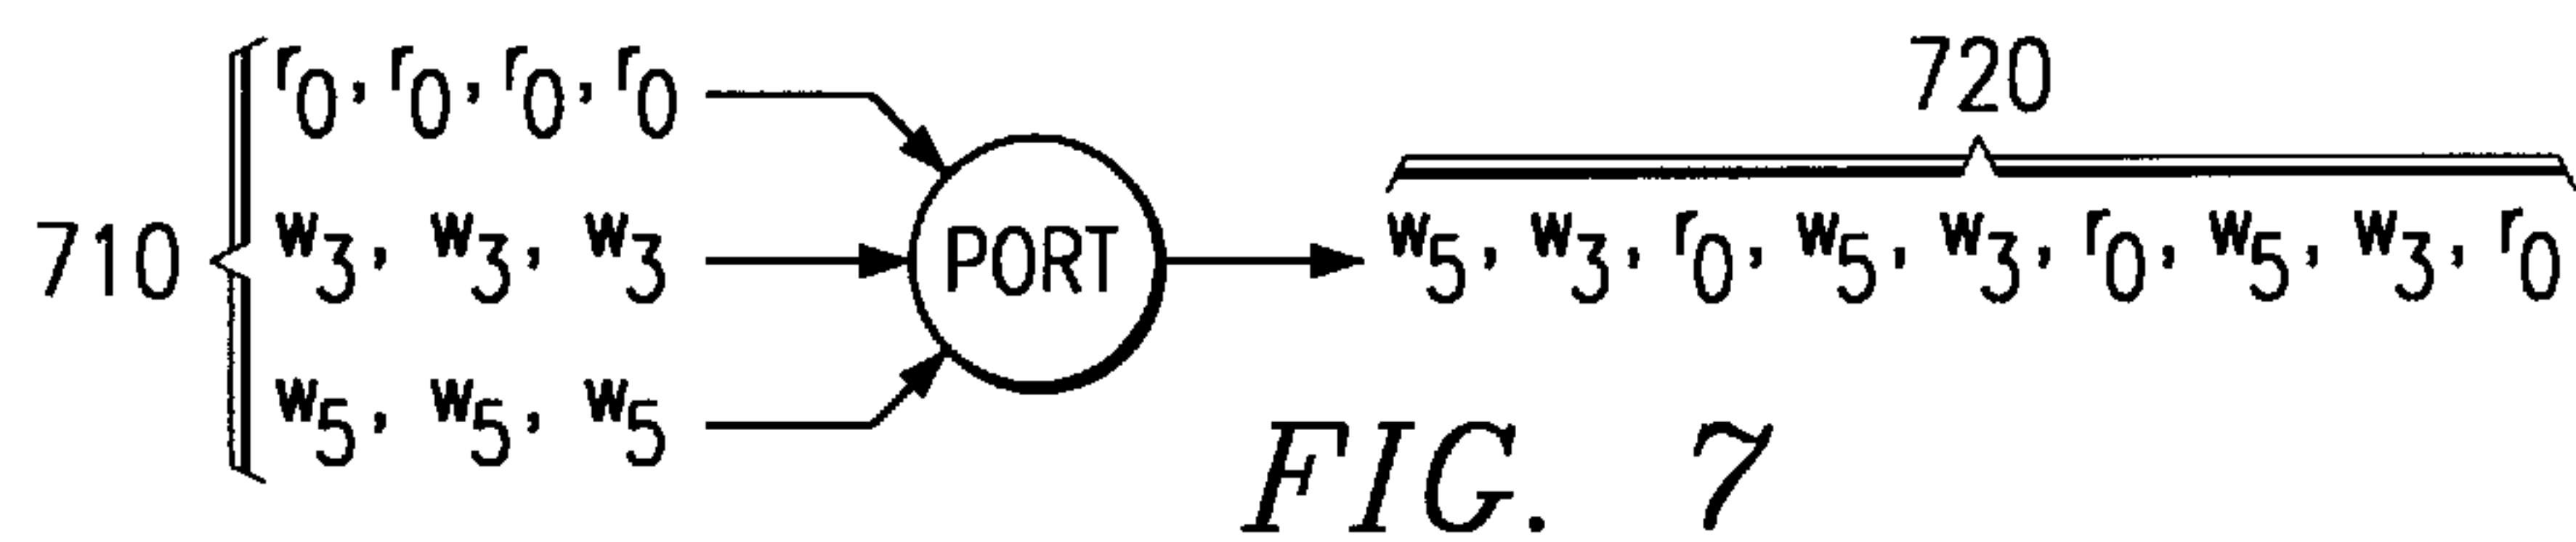 r0, r0, r0, r0
720
710
w3, w3, w3
PORT
w5, w3, r0, w5, w3, r0, w5, w3, r0
w5, w5, w5
FIG. 7